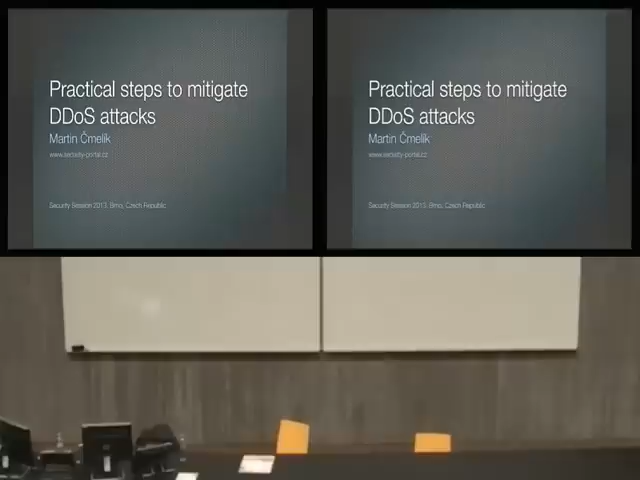 Practical steps to mitigate
DDoS attacks
Martin Čmelík
www.security-portal.cz
Security Session 2013, Brno, Czech Republic
Practical steps to mitigate
DDoS attacks
Martin Čmelík
www.security-portal.cz
Security Session 2013, Brno, Czech Republic